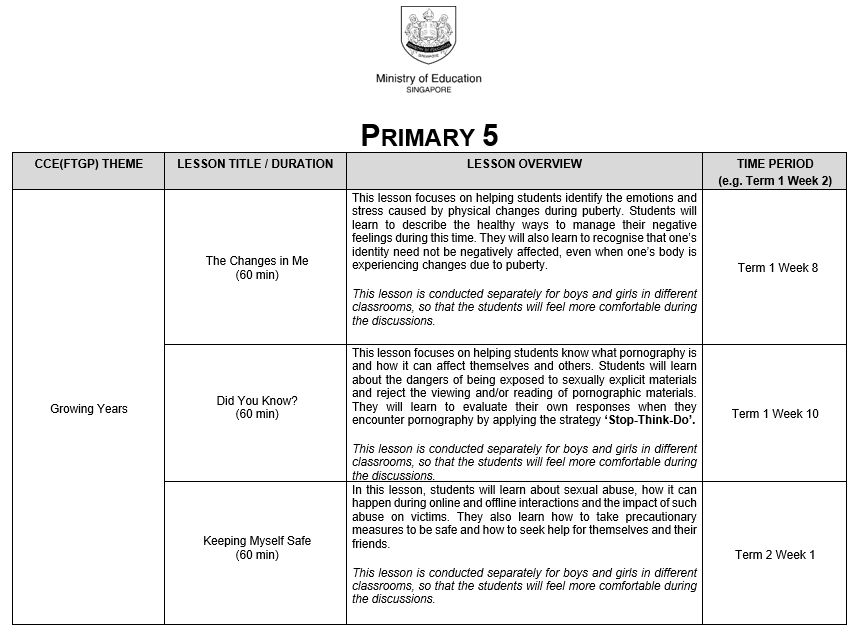 Ministry of Education
SINGAPORE
PRIMARY 5
CCE(FTGP) THEME
LESSON TITLE / DURATION
LESSON OVERVIEW
TIME PERIOD
(e.g. Term 1 Week 2)
Growing Years
The Changes in Me
(60 min)
This lesson focuses on helping students identify the emotions and
stress caused by physical changes during puberty. Students will
learn to describe the healthy ways to manage their negative
feelings during this time. They will also learn to recognise that one’s
identity need not be negatively affected, even when one’s body is
experiencing changes due to puberty.
This lesson is conducted separately for boys and girls in different
classrooms, so that the students will feel more comfortable during
the discussions.
Term 1 Week 8
Did You Know?
(60 min)
This lesson focuses on helping students know what pornography is
and how it can affect themselves and others. Students will learn
about the dangers of being exposed to sexually explicit materials
and reject the viewing and/or reading of pornographic materials.
They will learn to evaluate their own responses when they
encounter pornography by applying the strategy ‘Stop-Think-Do’.
This lesson is conducted separately for boys and girls in different
classrooms, so that the students will feel more comfortable during
the discussions.
Term 1 Week 10
Keeping Myself Safe
(60 min)
In this lesson, students will learn about sexual abuse, how it can
happen during online and offline interactions and the impact of such
abuse on victims. They also learn how to take precautionary
measures to be safe and how to seek help for themselves and their
friends.
This lesson is conducted separately for boys and girls in different
classrooms, so that the students will feel more comfortable during
the discussions.
Term 2 Week 1